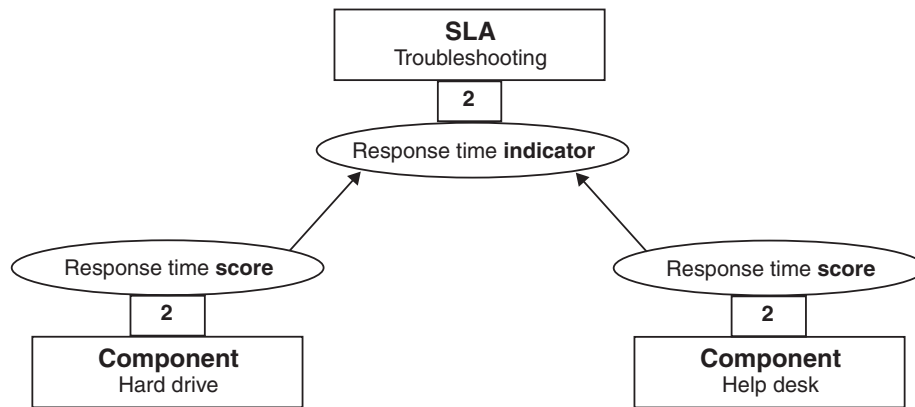 SLA
Troubleshooting
2
Response time indicator
Response time score
Response time score
2
2
Component
Hard drive
Component
Help desk